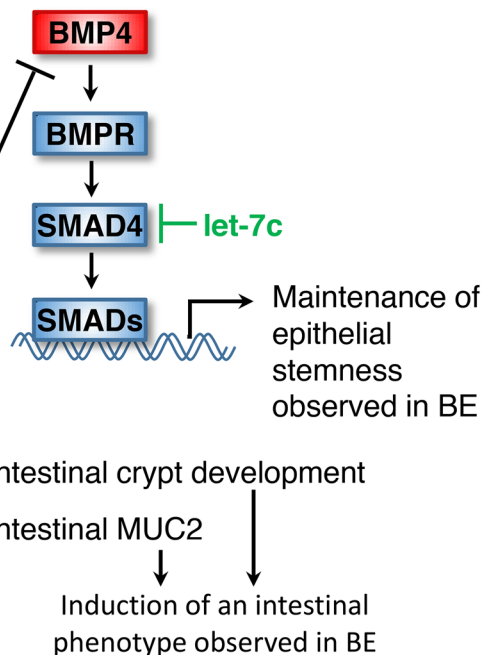 BMP4
BMPR
SMAD4
let-7c
SMADs
Maintenance of
epithelial
stemness
observed in BE
ntestinal crypt development
ntestinal MUC2
Induction of an intestinal
phenotype observed in BE